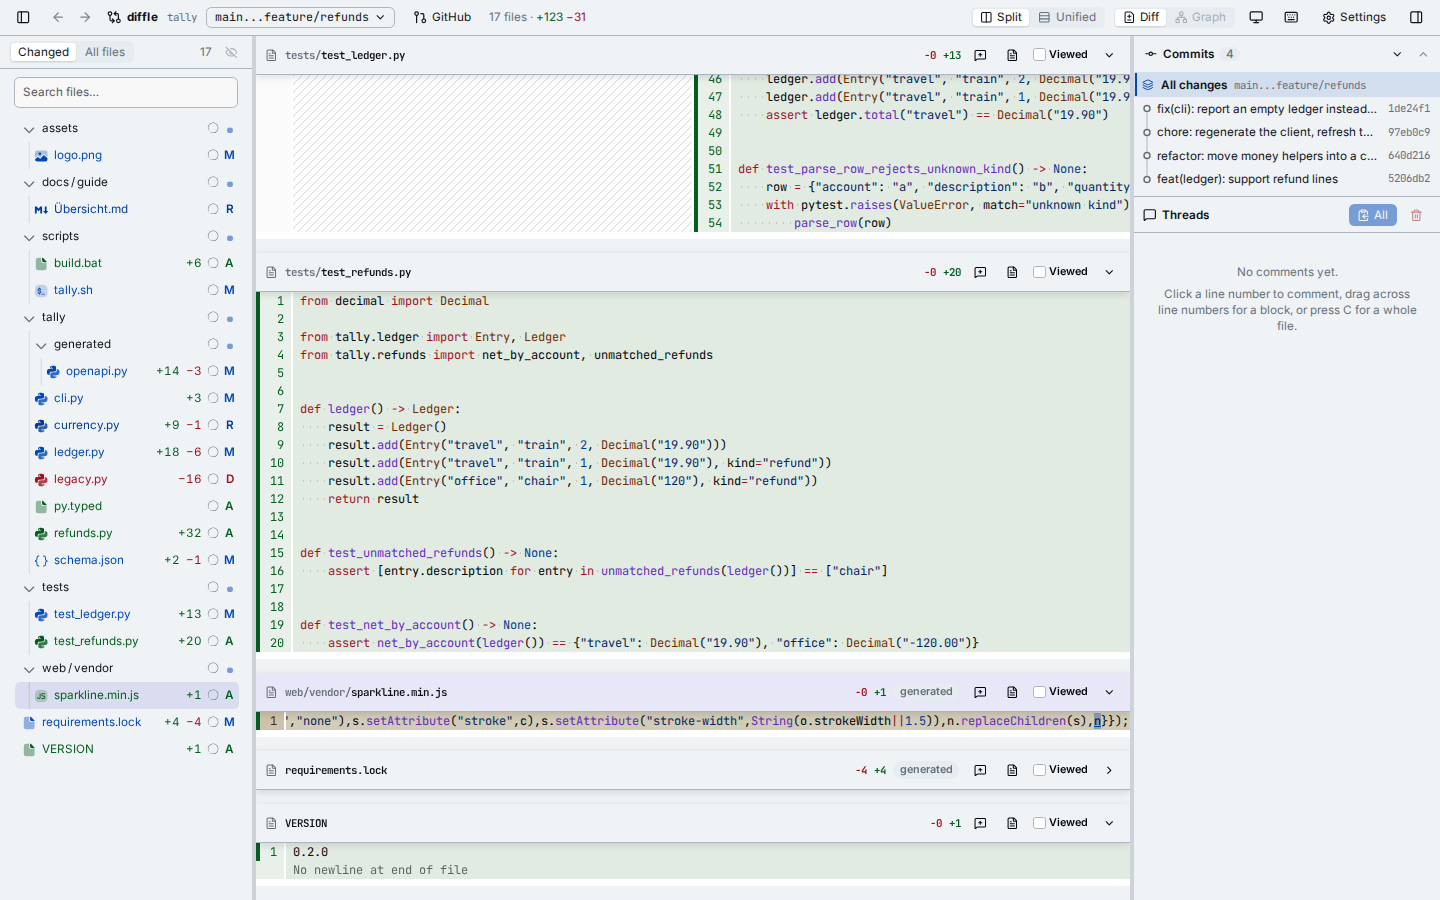 diffle tally main...feature/refunds GitHub 17 files · +123 −31 Split Unified Diff Graph Settings
Changed All files 17
Search files...
assets
logo.png M
docs/guide
Übersicht.md R
scripts
build.bat +6 A
tally.sh M
tally
generated
openapi.py +14 −3 M
cli.py +3 M
currency.py +9 −1 R
ledger.py +18 −6 M
legacy.py −16 D
py.typed A
refunds.py +32 A
schema.json +2 −1 M
tests
test_ledger.py +13 M
test_refunds.py +20 A
web/vendor
sparkline.min.js +1 A
requirements.lock +4 −4 M
VERSION +1 A
tests/test_ledger.py -0 +13 Viewed
46 ledger.add(Entry("travel", "train", 2, Decimal("19.9
47 ledger.add(Entry("travel", "train", 1, Decimal("19.9
48 assert ledger.total("travel") == Decimal("19.90")
49
50
51 def test_parse_row_rejects_unknown_kind() -> None:
52 row = {"account": "a", "description": "b", "quantity
53 with pytest.raises(ValueError, match="unknown kind")
54 parse_row(row)
tests/test_refunds.py -0 +20 Viewed
1 from decimal import Decimal
2
3 from tally.ledger import Entry, Ledger
4 from tally.refunds import net_by_account, unmatched_refunds
5
6
7 def ledger() -> Ledger:
8 result = Ledger()
9 result.add(Entry("travel", "train", 2, Decimal("19.90")))
10 result.add(Entry("travel", "train", 1, Decimal("19.90"), kind="refund"))
11 result.add(Entry("office", "chair", 1, Decimal("120"), kind="refund"))
12 return result
13
14
15 def test_unmatched_refunds() -> None:
16 assert [entry.description for entry in unmatched_refunds(ledger())] == ["chair"]
17
18
19 def test_net_by_account() -> None:
20 assert net_by_account(ledger()) == {"travel": Decimal("19.90"), "office": Decimal("-120.00")}
web/vendor/sparkline.min.js -0 +1 generated Viewed
1 ","none"),s.setAttribute("stroke",c),s.setAttribute("stroke-width",String(o.strokeWidth||1.5)),n.replaceChildren(s),n}});
requirements.lock -4 +4 generated Viewed
VERSION -0 +1 Viewed
1 0.2.0
No newline at end of file
Commits 4
All changes main...feature/refunds
fix(cli): report an empty ledger instead... 1de24f1
chore: regenerate the client, refresh t... 97eb0c9
refactor: move money helpers into a c... 640d216
feat(ledger): support refund lines 5206db2
Threads All
No comments yet.
Click a line number to comment, drag across
line numbers for a block, or press C for a whole
file.